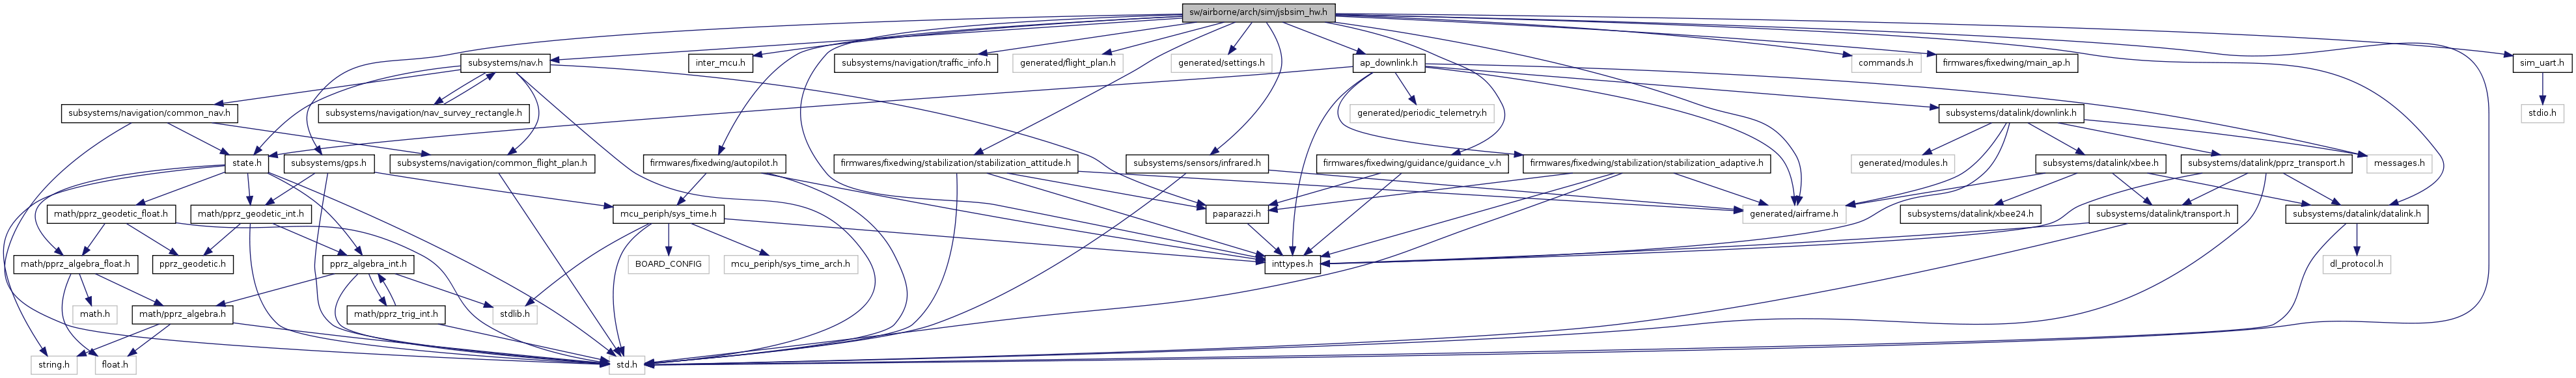 sw/airborne/arch/sim/jsbsim_hw.h
subsystems/nav.h
inter_mcu.h
subsystems/navigation/traffic_info.h
generated/flight_plan.h
generated/settings.h
ap_downlink.h
commands.h
firmwares/fixedwing/main_ap.h
sim_uart.h
subsystems/navigation/common_nav.h
subsystems/navigation/nav_survey_rectangle.h
generated/periodic_telemetry.h
subsystems/datalink/downlink.h
stdio.h
state.h
subsystems/gps.h
subsystems/navigation/common_flight_plan.h
firmwares/fixedwing/autopilot.h
firmwares/fixedwing/stabilization/stabilization_attitude.h
subsystems/sensors/infrared.h
firmwares/fixedwing/guidance/guidance_v.h
firmwares/fixedwing/stabilization/stabilization_adaptive.h
generated/modules.h
subsystems/datalink/xbee.h
subsystems/datalink/pprz_transport.h
messages.h
math/pprz_geodetic_float.h
math/pprz_geodetic_int.h
mcu_periph/sys_time.h
paparazzi.h
generated/airframe.h
subsystems/datalink/xbee24.h
subsystems/datalink/transport.h
subsystems/datalink/datalink.h
math/pprz_algebra_float.h
pprz_geodetic.h
pprz_algebra_int.h
BOARD_CONFIG
mcu_periph/sys_time_arch.h
inttypes.h
dl_protocol.h
math.h
math/pprz_algebra.h
math/pprz_trig_int.h
stdlib.h
string.h
float.h
std.h